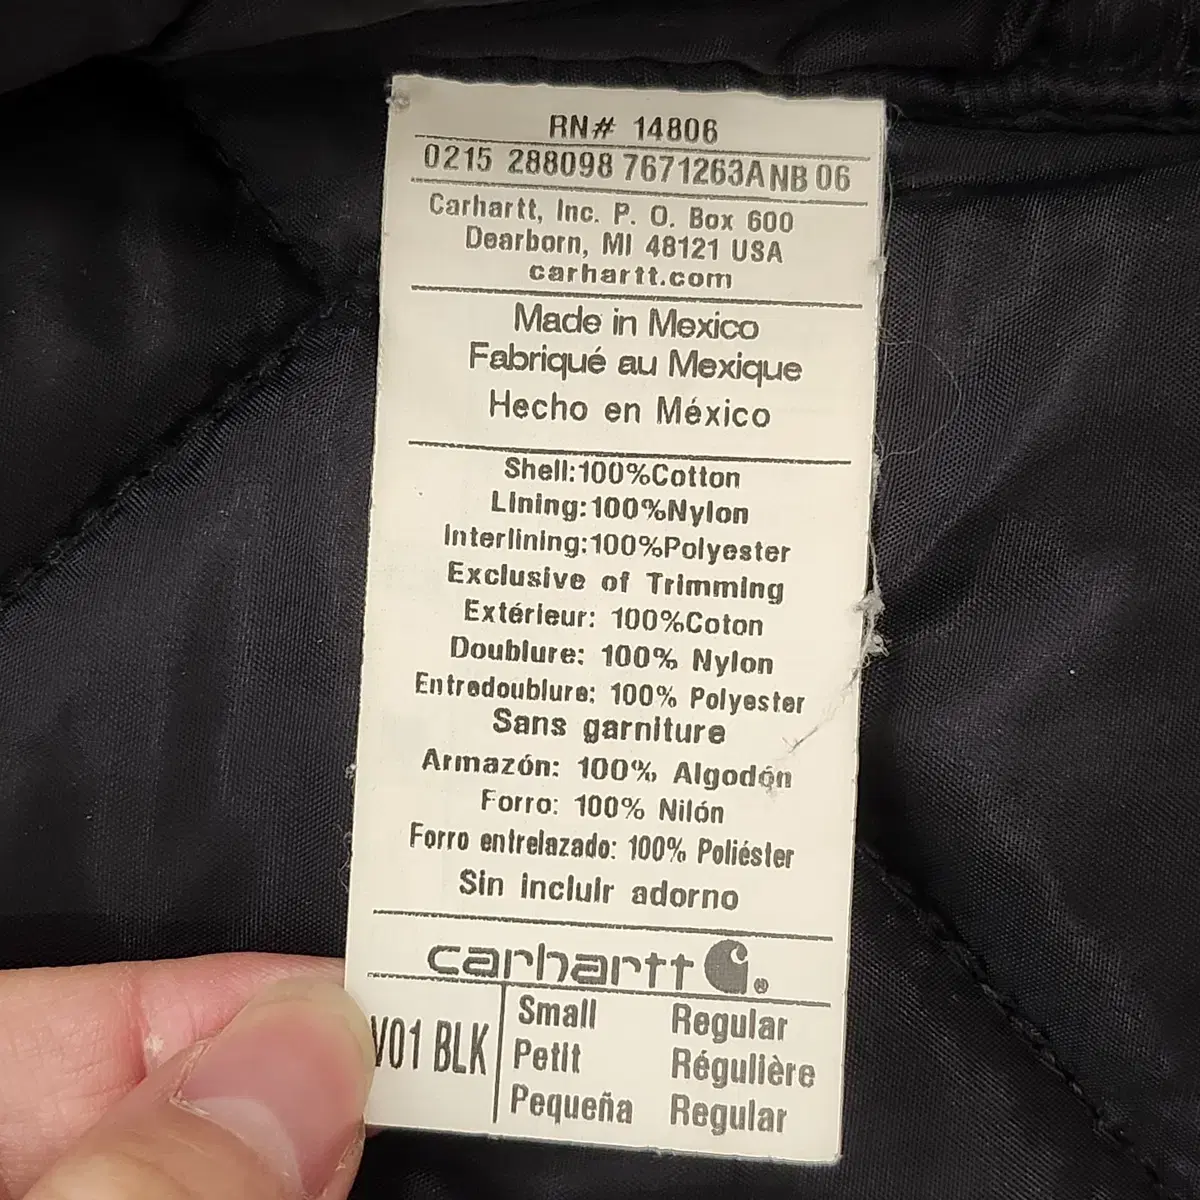 RN# 14806
0215 288098 7671263A NB 06
Carhartt, Inc. P. O. Box 600
Dearborn, MI 48121 USA
carhartt.com
Made in Mexico
Fabriqué au Mexique
Hecho en México
Shell:100%Cotton
Lining:100%Nylon
Interlining:100%Polyester
Exclusive of Trimming
Extérieur: 100%Coton
Doublure: 100% Nylon
Entredoublure: 100% Polyester
Sans garniture
Armazón: 100% Algodón
Forro: 100% Nilón
Forro entrelazado: 100% Poliéster
Sin incluir adorno
carhartt ®
V01 BLK
Small Regular
Petit Régulière
Pequeña Regular